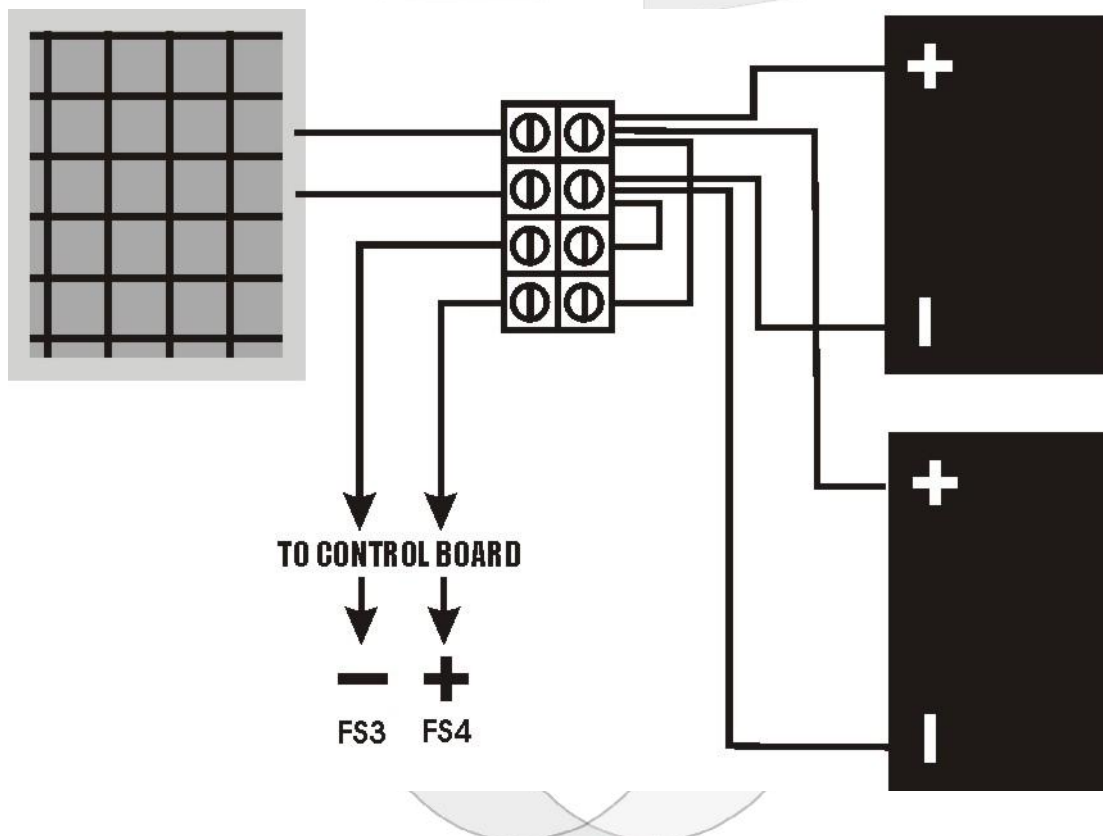 +
–
+
–
TO CONTROL BOARD
– +
FS3 FS4